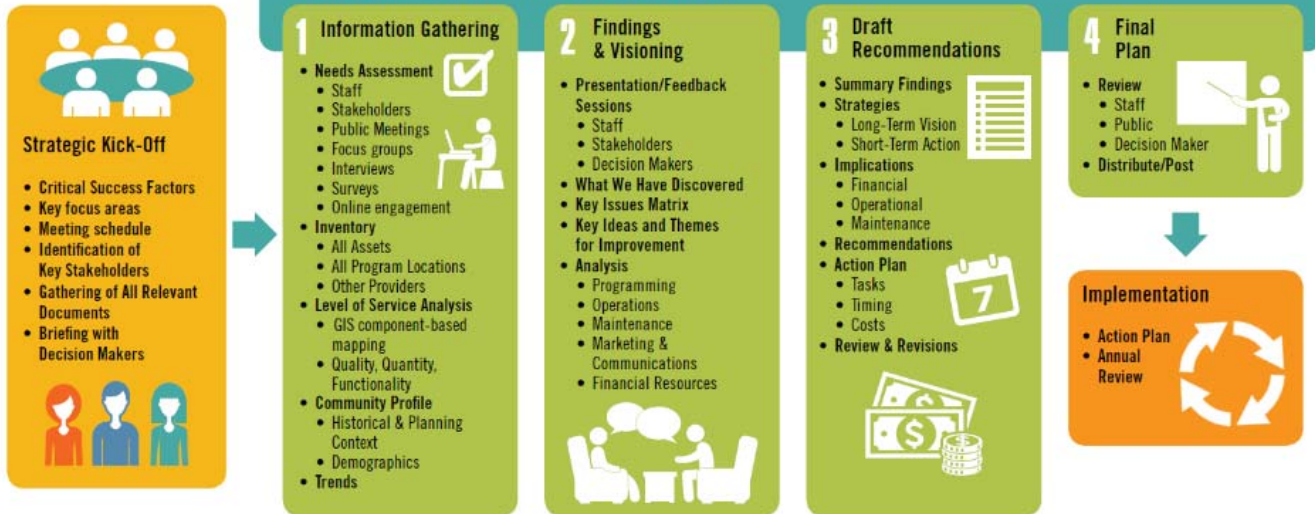 Strategic Kick-Off
• Critical Success Factors
• Key focus areas
• Meeting schedule
• Identification of
Key Stakeholders
• Gathering of All Relevant
Documents
• Briefing with
Decision Makers
1 Information Gathering
• Needs Assessment
• Staff
• Stakeholders
• Public Meetings
• Focus groups
• Interviews
• Surveys
• Online engagement
• Inventory
• All Assets
• All Program Locations
• Other Providers
• Level of Service Analysis
• GIS component-based
mapping
• Quality, Quantity,
Functionality
• Community Profile
• Historical & Planning
Context
• Demographics
• Trends
2 Findings
& Visioning
• Presentation/Feedback
Sessions
• Staff
• Stakeholders
• Decision Makers
• What We Have Discovered
• Key Issues Matrix
• Key Ideas and Themes
for Improvement
• Analysis
• Programming
• Operations
• Maintenance
• Marketing &
Communications
• Financial Resources
3 Draft
Recommendations
• Summary Findings
• Strategies
• Long-Term Vision
• Short-Term Action
• Implications
• Financial
• Operational
• Maintenance
• Recommendations
• Action Plan
• Tasks
• Timing
• Costs
• Review & Revisions
7
$
$
4 Final
Plan
• Review
• Staff
• Public
• Decision Maker
• Distribute/Post
Implementation
• Action Plan
• Annual
Review